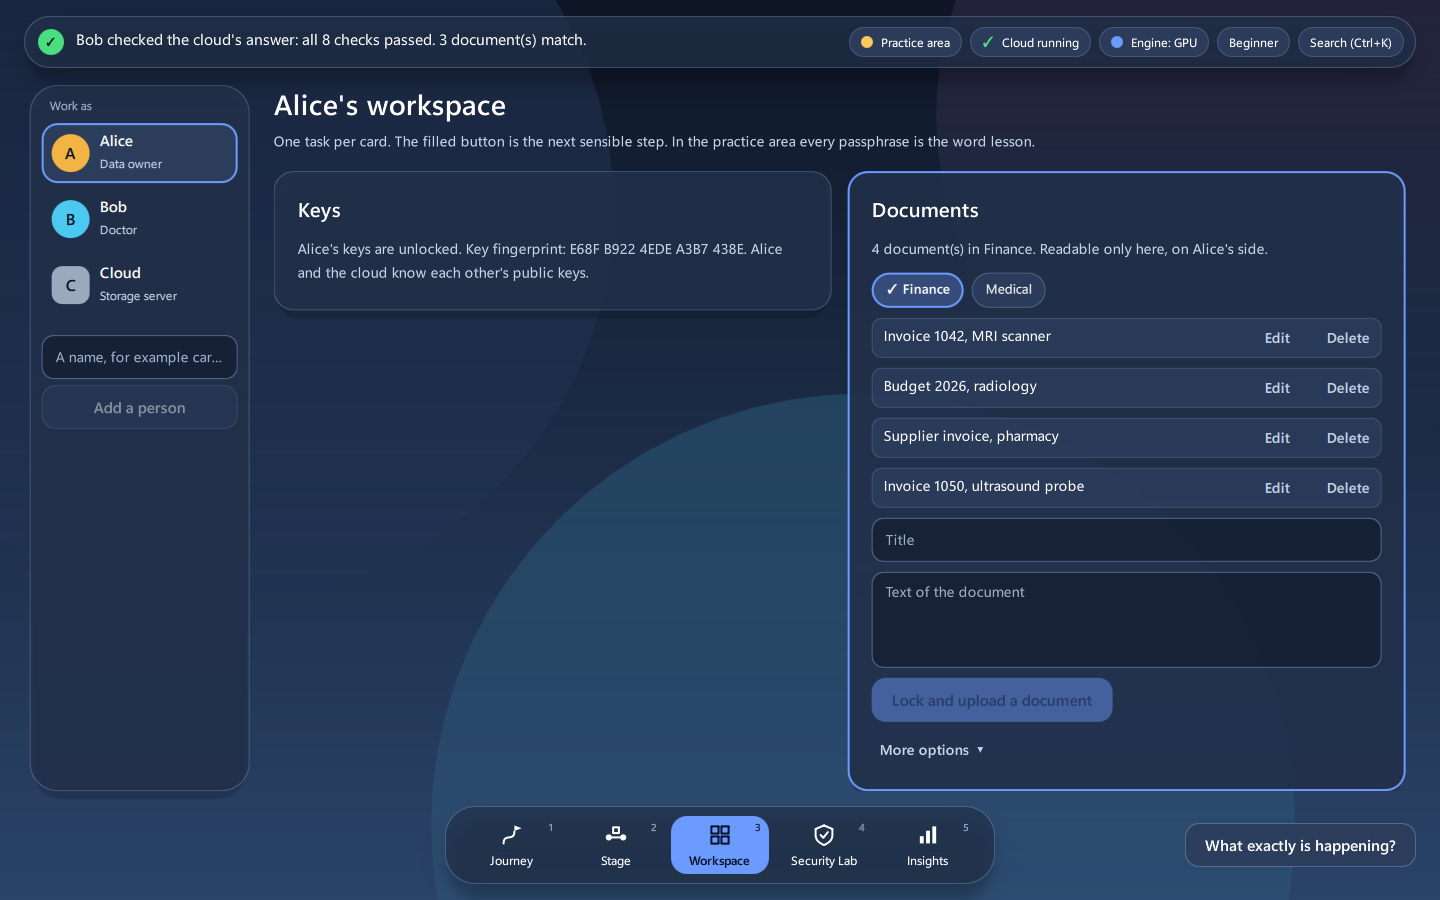 ✓ Bob checked the cloud's answer: all 8 checks passed. 3 document(s) match.
Practice area
✓ Cloud running
Engine: GPU
Beginner
Search (Ctrl+K)
Work as
A
Alice
Data owner
B
Bob
Doctor
C
Cloud
Storage server
A name, for example car...
Add a person
Alice's workspace
One task per card. The filled button is the next sensible step. In the practice area every passphrase is the word lesson.
Keys
Alice's keys are unlocked. Key fingerprint: E68F B922 4EDE A3B7 438E. Alice
and the cloud know each other's public keys.
Documents
4 document(s) in Finance. Readable only here, on Alice's side.
✓ Finance
Medical
Invoice 1042, MRI scanner Edit Delete
Budget 2026, radiology Edit Delete
Supplier invoice, pharmacy Edit Delete
Invoice 1050, ultrasound probe Edit Delete
Title
Text of the document
Lock and upload a document
More options ▾
Journey 1
Stage 2
Workspace 3
Security Lab 4
Insights 5
What exactly is happening?